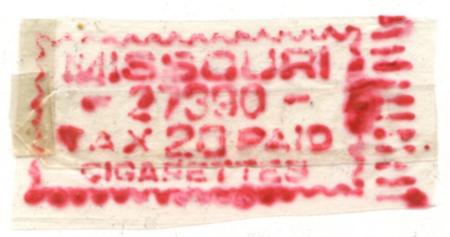 MISSOURI
- 27390 -
TAX 20 PAID
CIGARETTES